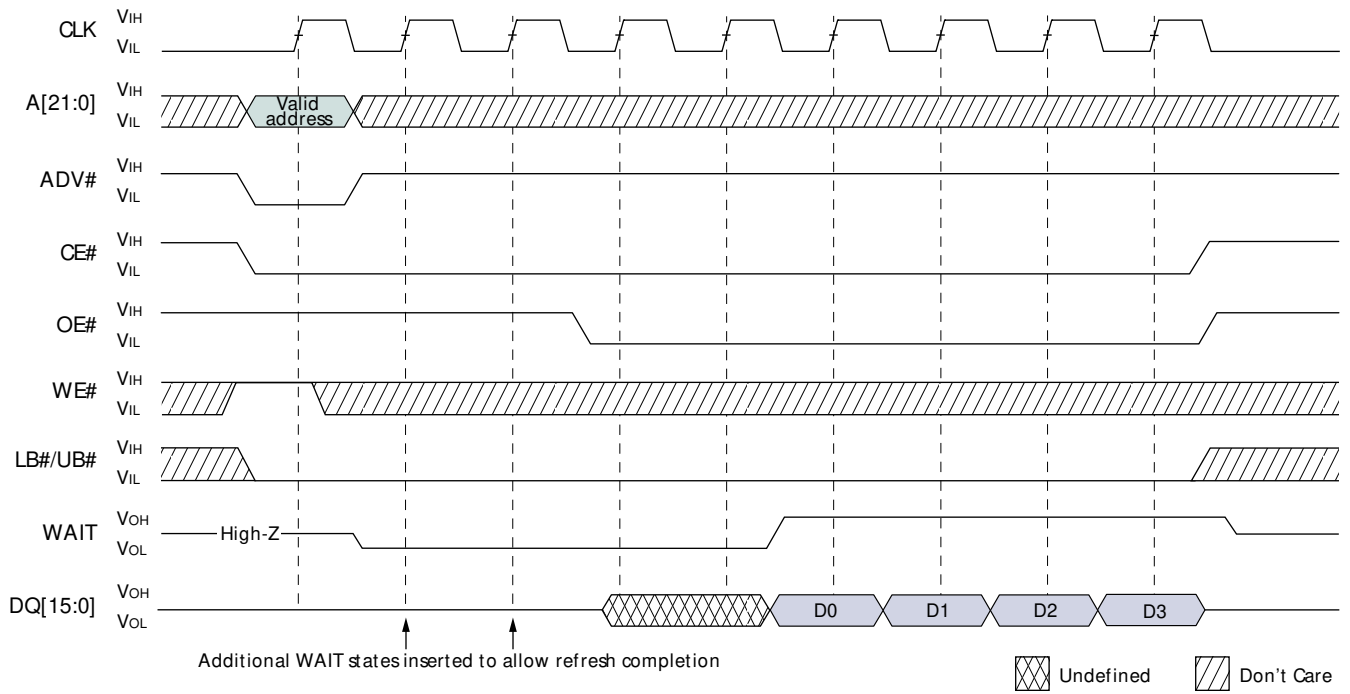 CLK VIH
VIL
A[21:0] VIH
VIL
Valid
address
ADV# VIH
VIL
CE# VIH
VIL
OE# VIH
VIL
WE# VIH
VIL
LB#/UB# VIH
VIL
WAIT VOH
VOL
High-Z
DQ[15:0] VOH
VOL
D0 D1 D2 D3
Additional WAIT states inserted to allow refresh completion
Undefined Don't Care